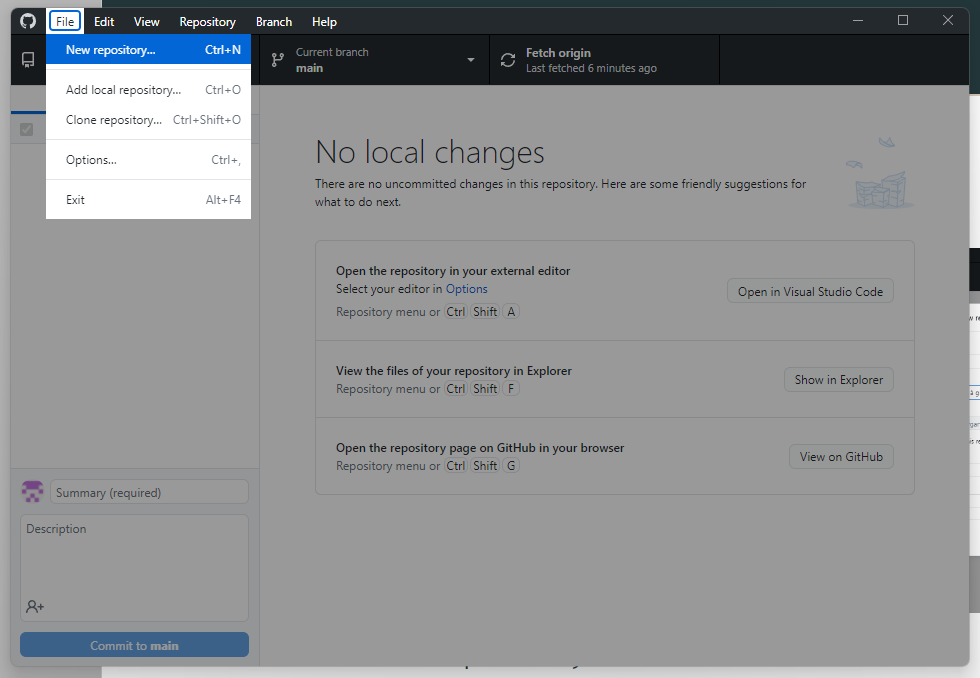 File Edit View Repository Branch Help
New repository... Ctrl+N
Add local repository... Ctrl+O
Clone repository... Ctrl+Shift+O
Options... Ctrl+,
Exit Alt+F4
Current branch
main
Fetch origin
Last fetched 6 minutes ago
No local changes
There are no uncommitted changes in this repository. Here are some friendly suggestions for
what to do next.
Open the repository in your external editor
Select your editor in Options
Repository menu or Ctrl Shift A
Open in Visual Studio Code
View the files of your repository in Explorer
Repository menu or Ctrl Shift F
Show in Explorer
Open the repository page on GitHub in your browser
Repository menu or Ctrl Shift G
View on GitHub
Summary (required)
Description
Commit to main